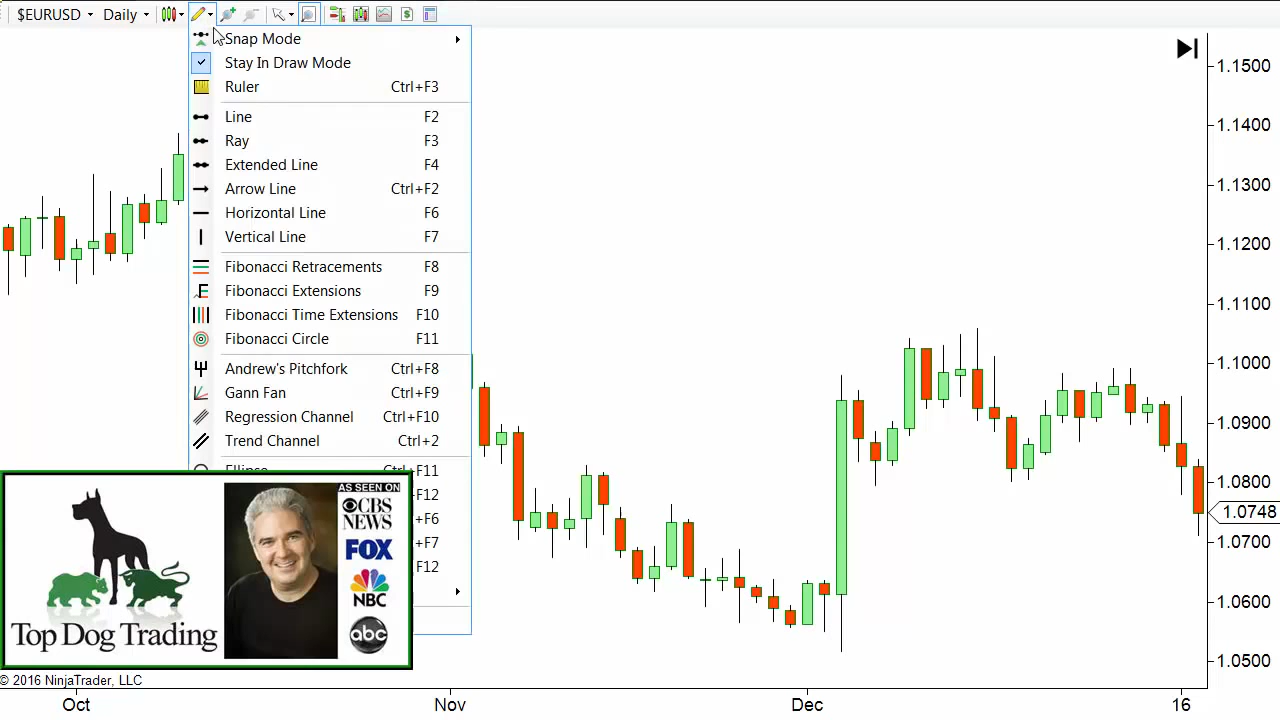 $EURUSD Daily
Snap Mode
Stay In Draw Mode
Ruler Ctrl+F3
Line F2
Ray F3
Extended Line F4
Arrow Line Ctrl+F2
Horizontal Line F6
Vertical Line F7
Fibonacci Retracements F8
Fibonacci Extensions F9
Fibonacci Time Extensions F10
Fibonacci Circle F11
Andrew's Pitchfork Ctrl+F8
Gann Fan Ctrl+F9
Regression Channel Ctrl+F10
Trend Channel Ctrl+2
Ellipse Ctrl+F11
+F12
+F6
+F7
+F12
Top Dog Trading
AS SEEN ON
CBS
NEWS
FOX
NBC
abc
1.1500
1.1400
1.1300
1.1200
1.1100
1.1000
1.0900
1.0800
1.0748
1.0700
1.0600
1.0500
© 2016 NinjaTrader, LLC
Oct Nov Dec 16